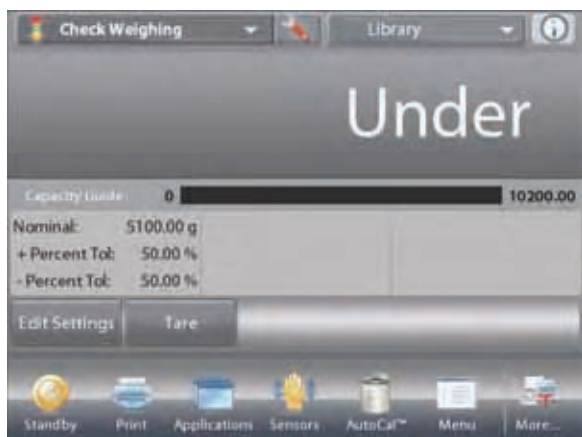 Check Weighing
Library
Under
Capacity Guide 0 10200.00
Nominal: 5100.00 g
+ Percent Tol: 50.00 %
- Percent Tol: 50.00 %
Edit Settings Tare
Standby Print Applications Sensors AutoCal™ Menu More...